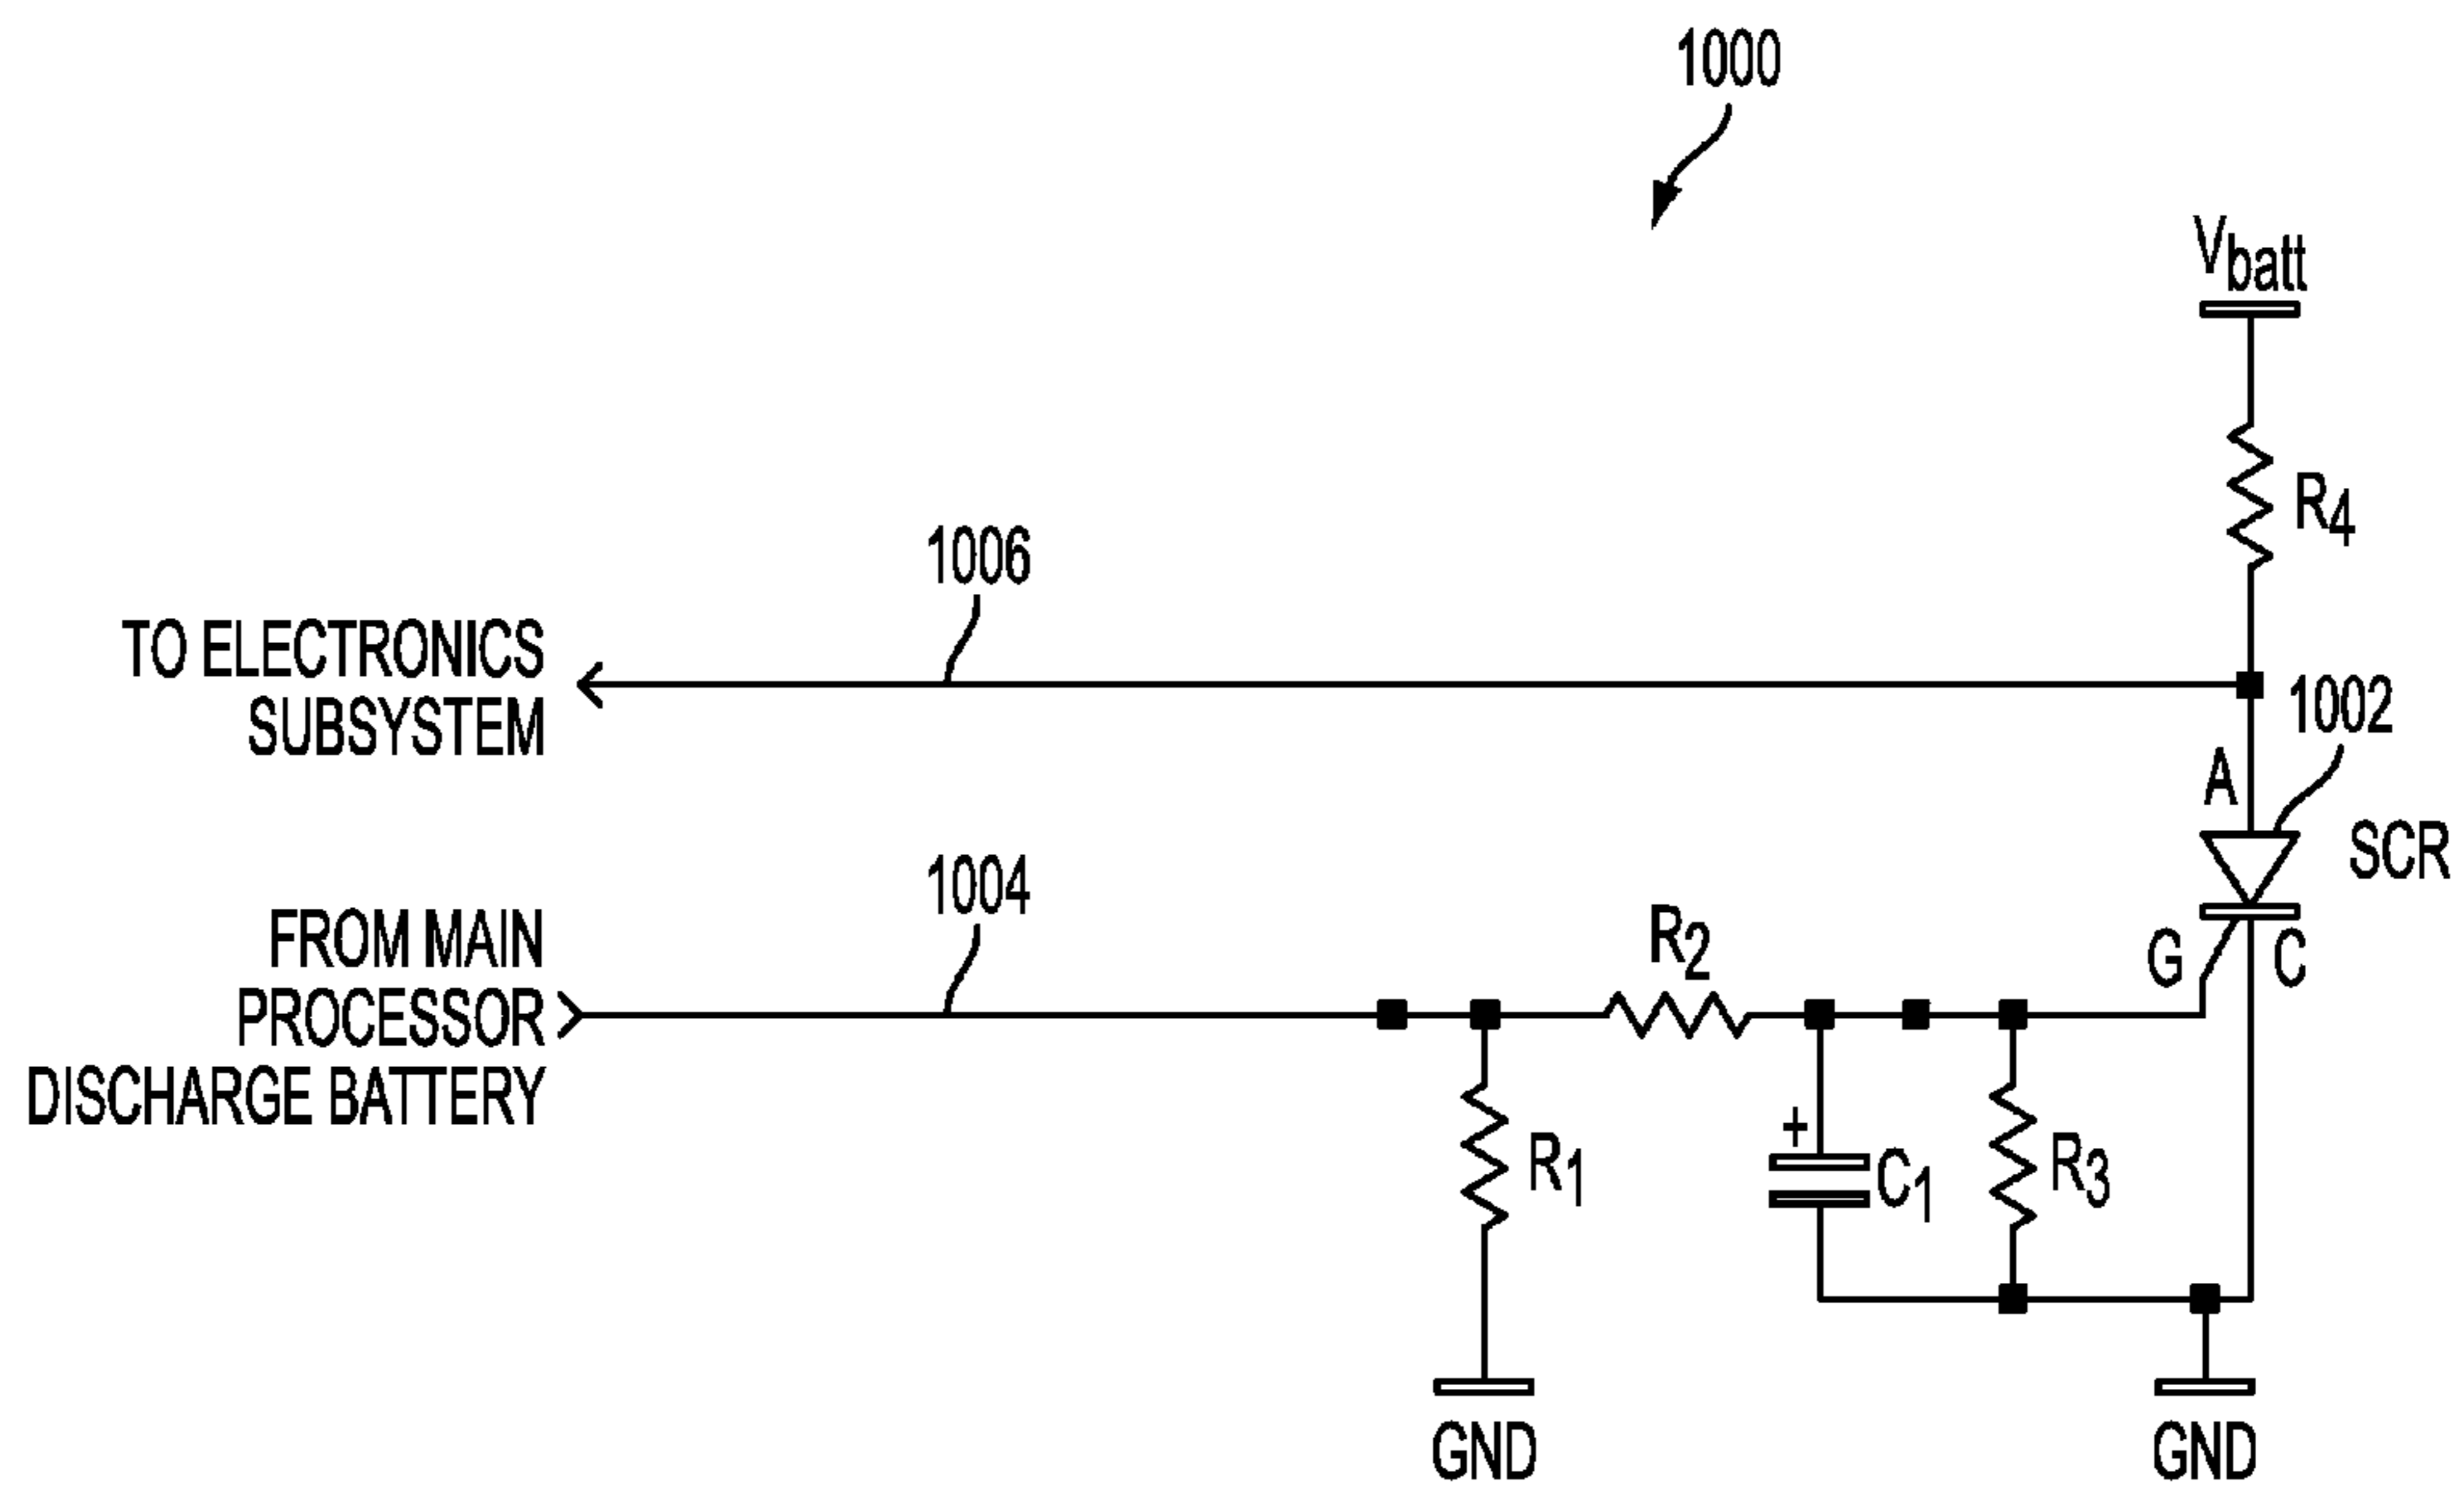 1000
Vbatt
R4
1006
TO ELECTRONICS
SUBSYSTEM
1002
A
SCR
1004
FROM MAIN
PROCESSOR
DISCHARGE BATTERY
R2
G C
+
R1
C1
R3
GND
GND